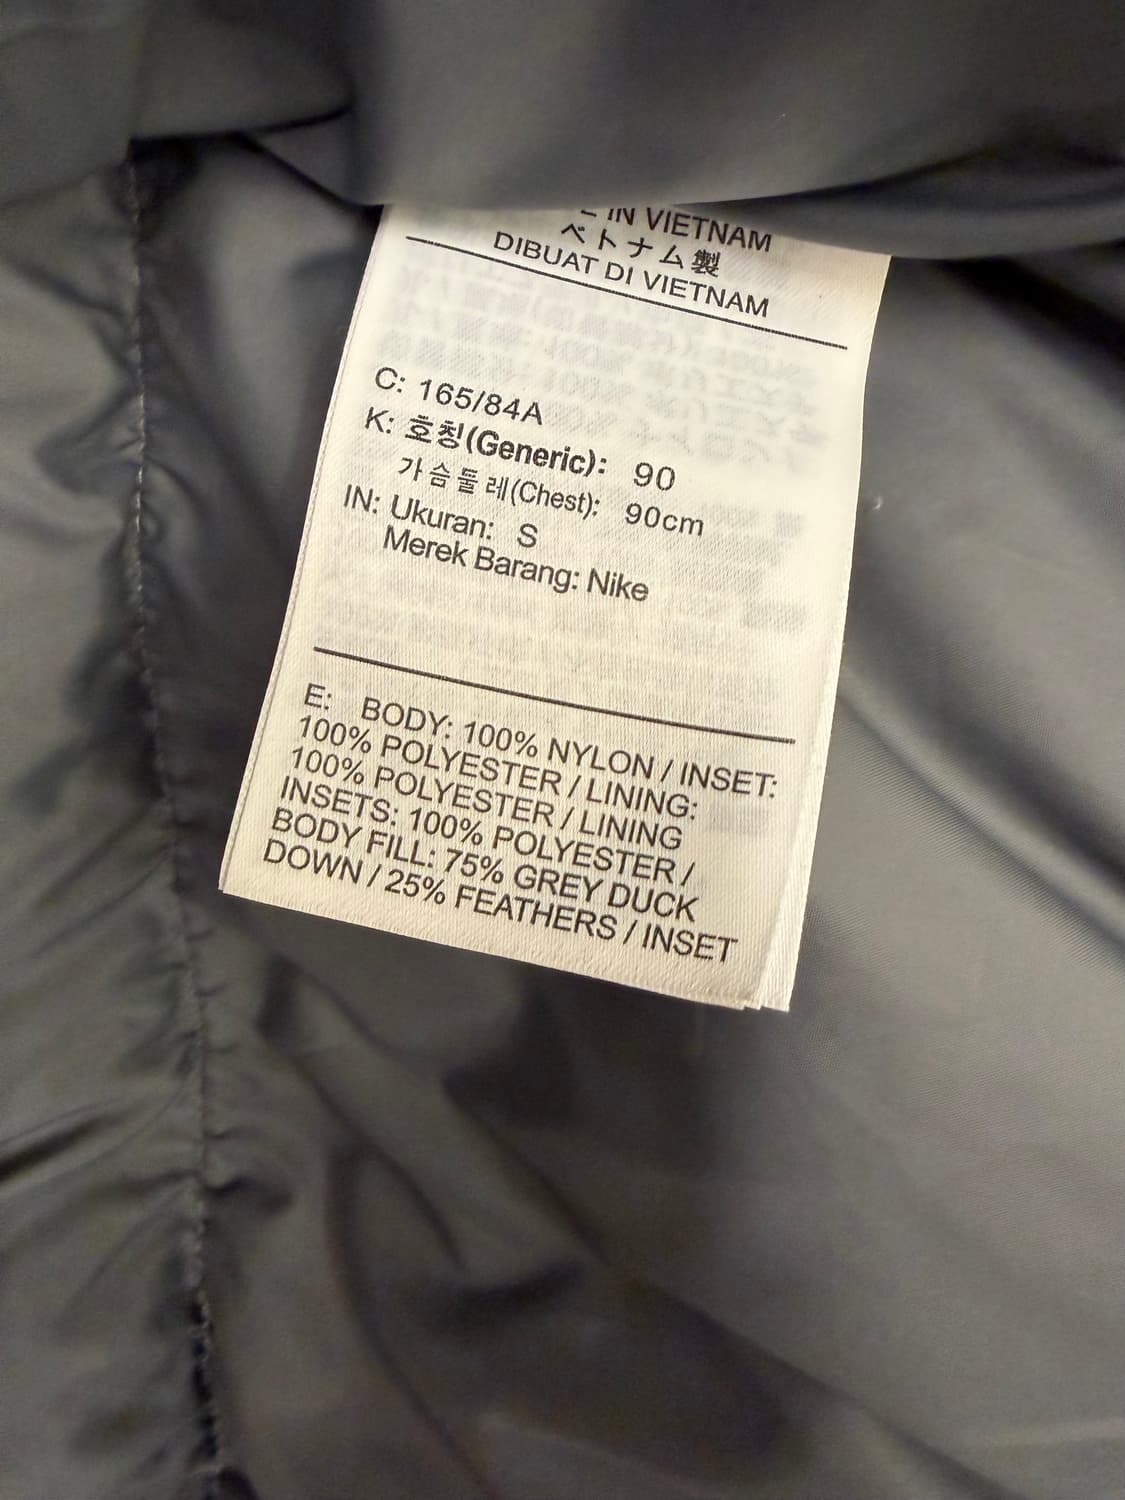 IN VIETNAM
ベトナム製
DIBUAT DI VIETNAM
C: 165/84A
K: 호칭(Generic): 90
가슴둘레(Chest): 90cm
IN: Ukuran: S
Merek Barang: Nike
E: BODY: 100% NYLON / INSET:
100% POLYESTER / LINING:
100% POLYESTER / LINING
INSETS: 100% POLYESTER /
BODY FILL: 75% GREY DUCK
DOWN / 25% FEATHERS / INSET